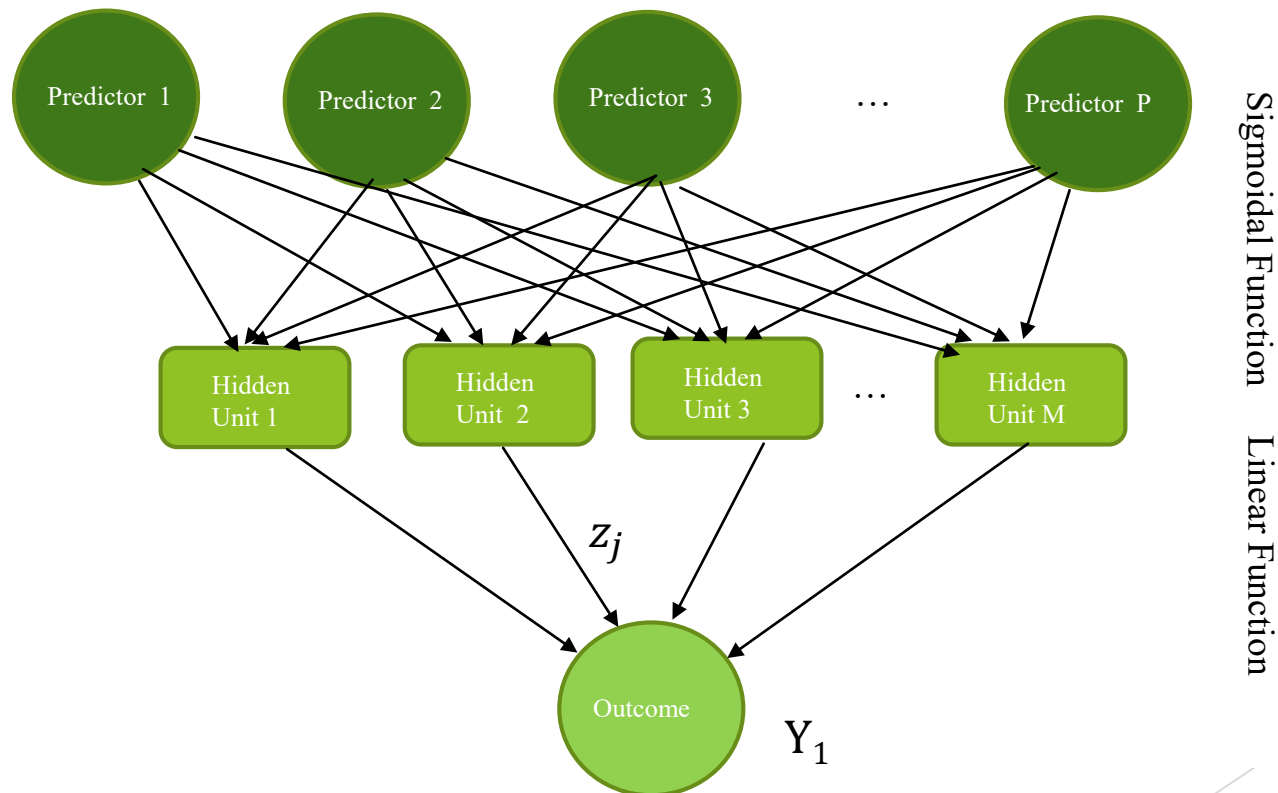 Predictor 1
Predictor 2
Predictor 3
…
Predictor P
Sigmoidal Function
Hidden
Unit 1
Hidden
Unit 2
Hidden
Unit 3
…
Hidden
Unit M
Linear Function
z_j
Outcome
Y₁